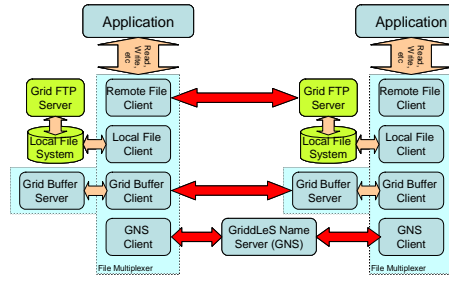 Application
Application
Read,
Write,
etc
Read,
Write,
etc
Grid FTP
Server
Remote File
Client
Grid FTP
Server
Remote File
Client
Local File
System
Local File
Client
Local File
System
Local File
Client
Grid Buffer
Server
Grid Buffer
Client
Grid Buffer
Server
Grid Buffer
Client
GNS
Client
GriddLeS Name
Server (GNS)
GNS
Client
File Multiplexer
File Multiplexer